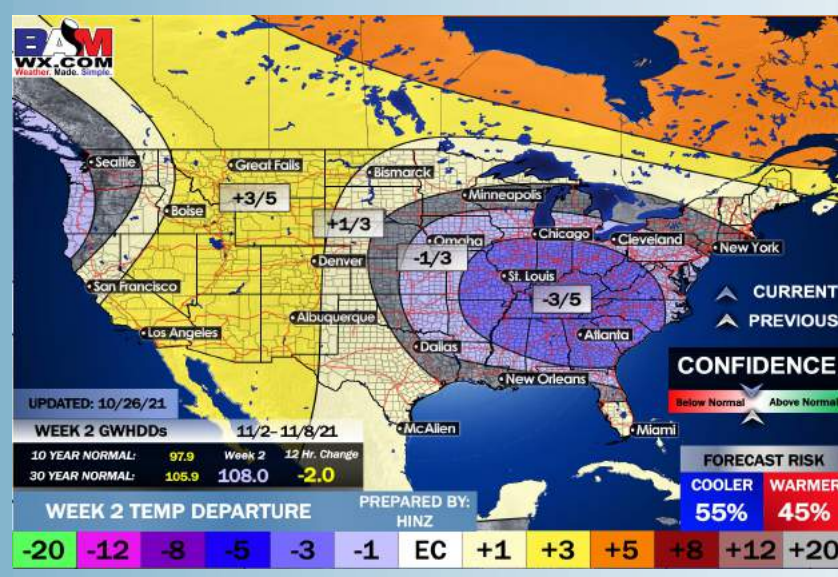 BAM
WX.COM
Weather. Made. Simple.
Seattle
Great Falls
Bismarck
Minneapolis
+3/5
Boise
+1/3
Omaha
Chicago
Cleveland
New York
-1/3
Denver
St. Louis
San Francisco
-3/5
CURRENT
PREVIOUS
Albuquerque
Los Angeles
Atlanta
Dallas
CONFIDENCE
New Orleans
Below Normal
Above Normal
UPDATED: 10/26/21
WEEK 2 GWHDDs 11/2- 11/8/21
McAllen
Miami
10 YEAR NORMAL: 97.9 Week 2 12 Hr. Change
30 YEAR NORMAL: 105.9 108.0 -2.0
FORECAST RISK
COOLER WARMER
55% 45%
WEEK 2 TEMP DEPARTURE
PREPARED BY:
HINZ
-20 -12 -8 -5 -3 -1 EC +1 +3 +5 +8 +12 +20